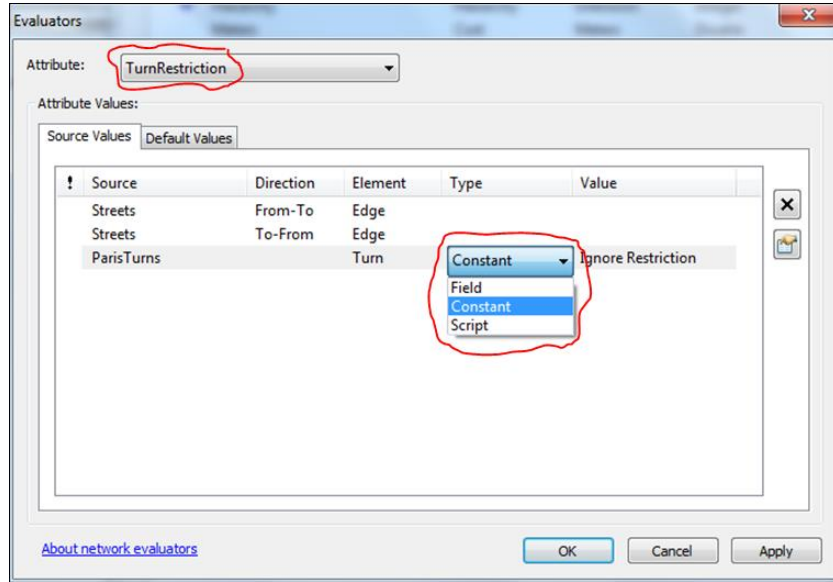 Evaluators
Attribute: TurnRestriction
Attribute Values:
Source Values Default Values
! Source Direction Element Type Value
Streets From-To Edge
Streets To-From Edge
ParisTurns Turn Constant Ignore Restriction
Field
Constant
Script
About network evaluators OK Cancel Apply